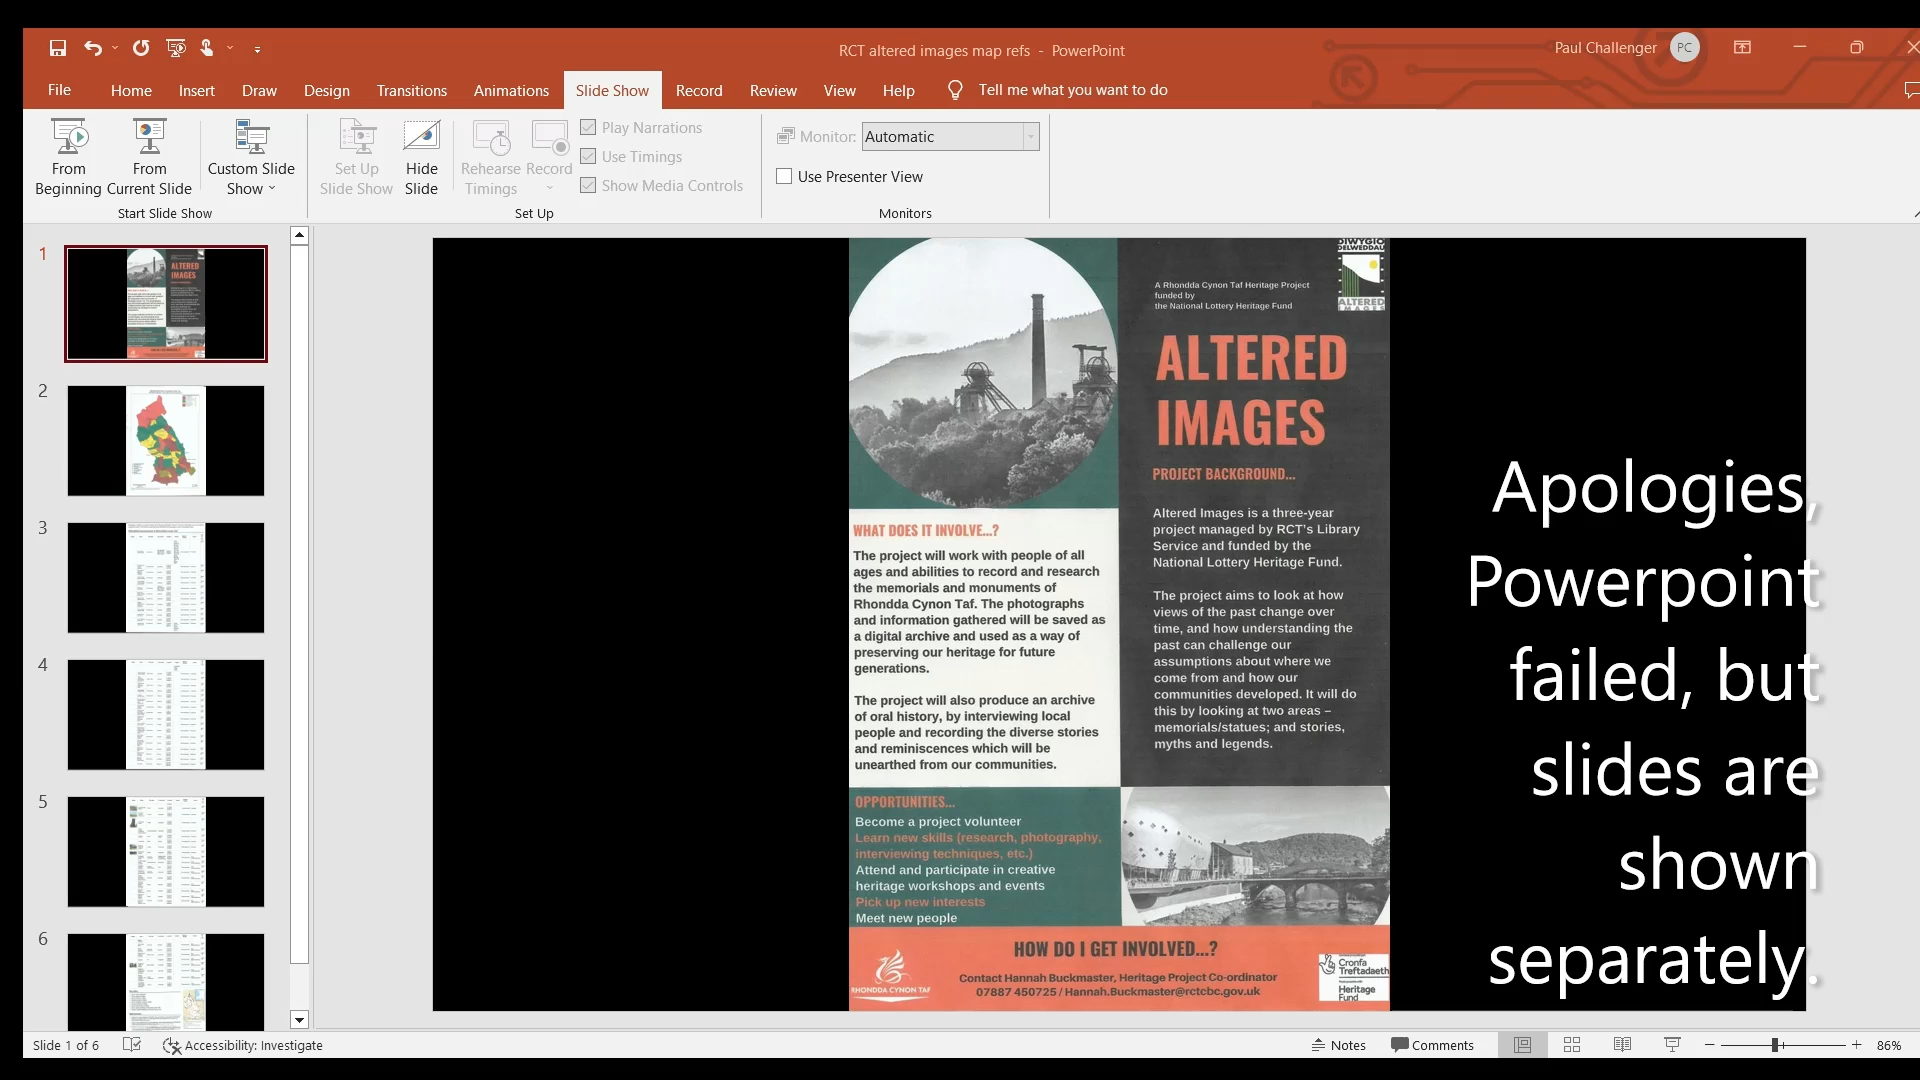 RCT altered images map refs - PowerPoint
Paul Challenger PC
File Home Insert Draw Design Transitions Animations Slide Show Record Review View Help Tell me what you want to do
From Beginning
From Current Slide
Custom Slide Show
Start Slide Show
Set Up Slide Show
Hide Slide
Rehearse Timings
Record
Play Narrations
Use Timings
Show Media Controls
Set Up
Monitor: Automatic
Use Presenter View
Monitors
1
2
3
4
5
6
DIWYGIO
DELWEDDAU
ALTERED
IMAGES
A Rhondda Cynon Taf Heritage Project
funded by
the National Lottery Heritage Fund
ALTERED
IMAGES
PROJECT BACKGROUND...
Altered Images is a three-year
project managed by RCT's Library
Service and funded by the
National Lottery Heritage Fund.
The project aims to look at how
views of the past change over
time, and how understanding the
past can challenge our
assumptions about where we
come from and how our
communities developed. It will do
this by looking at two areas –
memorials/statues; and stories,
myths and legends.
WHAT DOES IT INVOLVE...?
The project will work with people of all
ages and abilities to record and research
the memorials and monuments of
Rhondda Cynon Taf. The photographs
and information gathered will be saved as
a digital archive and used as a way of
preserving our heritage for future
generations.
The project will also produce an archive
of oral history, by interviewing local
people and recording the diverse stories
and reminiscences which will be
unearthed from our communities.
OPPORTUNITIES...
Become a project volunteer
Learn new skills (research, photography,
interviewing techniques, etc.)
Attend and participate in creative
heritage workshops and events
Pick up new interests
Meet new people
HOW DO I GET INVOLVED...?
Contact Hannah Buckmaster, Heritage Project Co-ordinator
07887 450725 / Hannah.Buckmaster@rctcbc.gov.uk
RHONDDA CYNON TAF
Cronfa
Treftadaeth
Heritage
Fund
Apologies,
Powerpoint
failed, but
slides are
shown
separately.
Slide 1 of 6
Accessibility: Investigate
Notes
Comments
86%